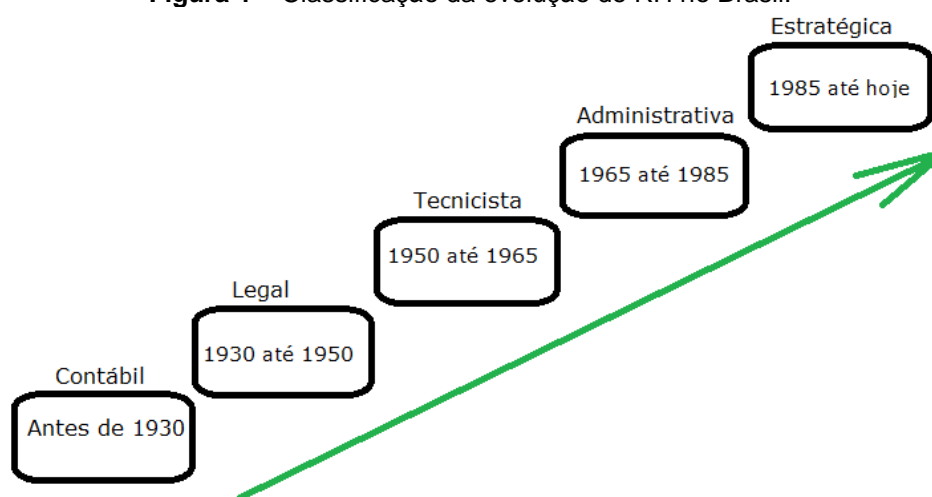 Estratégica
1985 até hoje
Administrativa
1965 até 1985
Tecnicista
1950 até 1965
Legal
1930 até 1950
Contábil
Antes de 1930